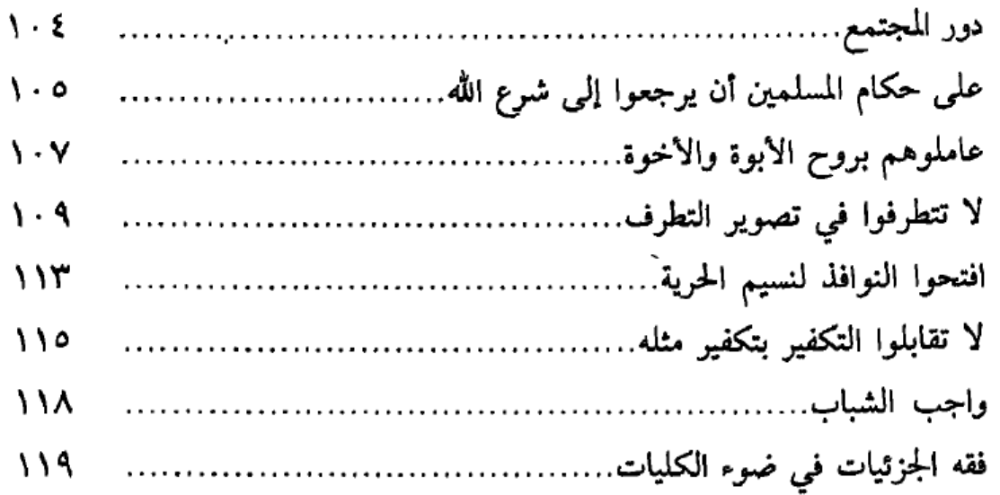 دور المجتمع ........................................ ١٠٤
على حكام المسلمين أن يرجعوا إلى شرع الله ........................................ ١٠٥
عاملوهم بروح الأبوة والأخوة ........................................ ١٠٧
لا تتطرفوا في تصوير التطرف ........................................ ١٠٩
افتحوا النوافذ لنسيم الحرية ........................................ ١١٣
لا تقابلوا التكفير بتكفير مثله ........................................ ١١٥
واجب الشباب ........................................ ١١٨
فقه الجزئيات في ضوء الكليات ........................................ ١١٩